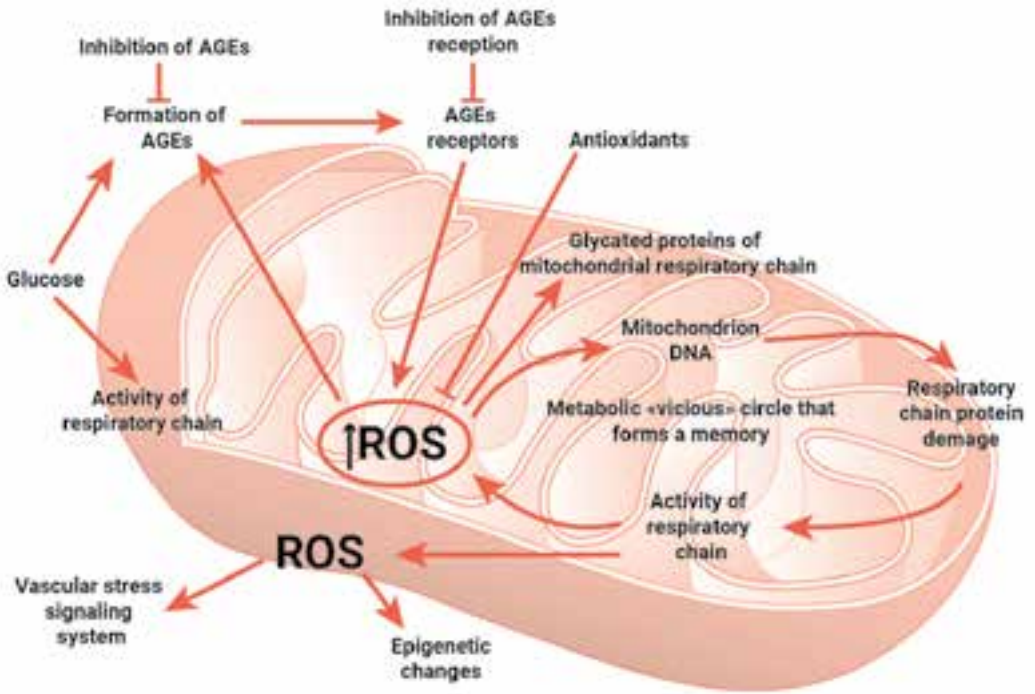 Inhibition of AGEs
reception
Inhibition of AGEs
Formation of
AGEs
AGEs
receptors
Antioxidants
Glycated proteins of
mitochondrial respiratory chain
Glucose
Mitochondrion
DNA
Respiratory
chain protein
demage
Activity of
respiratory chain
Metabolic «vicious» circle that
forms a memory
↑ROS
Activity of
respiratory
chain
ROS
Vascular stress
signaling
system
Epigenetic
changes